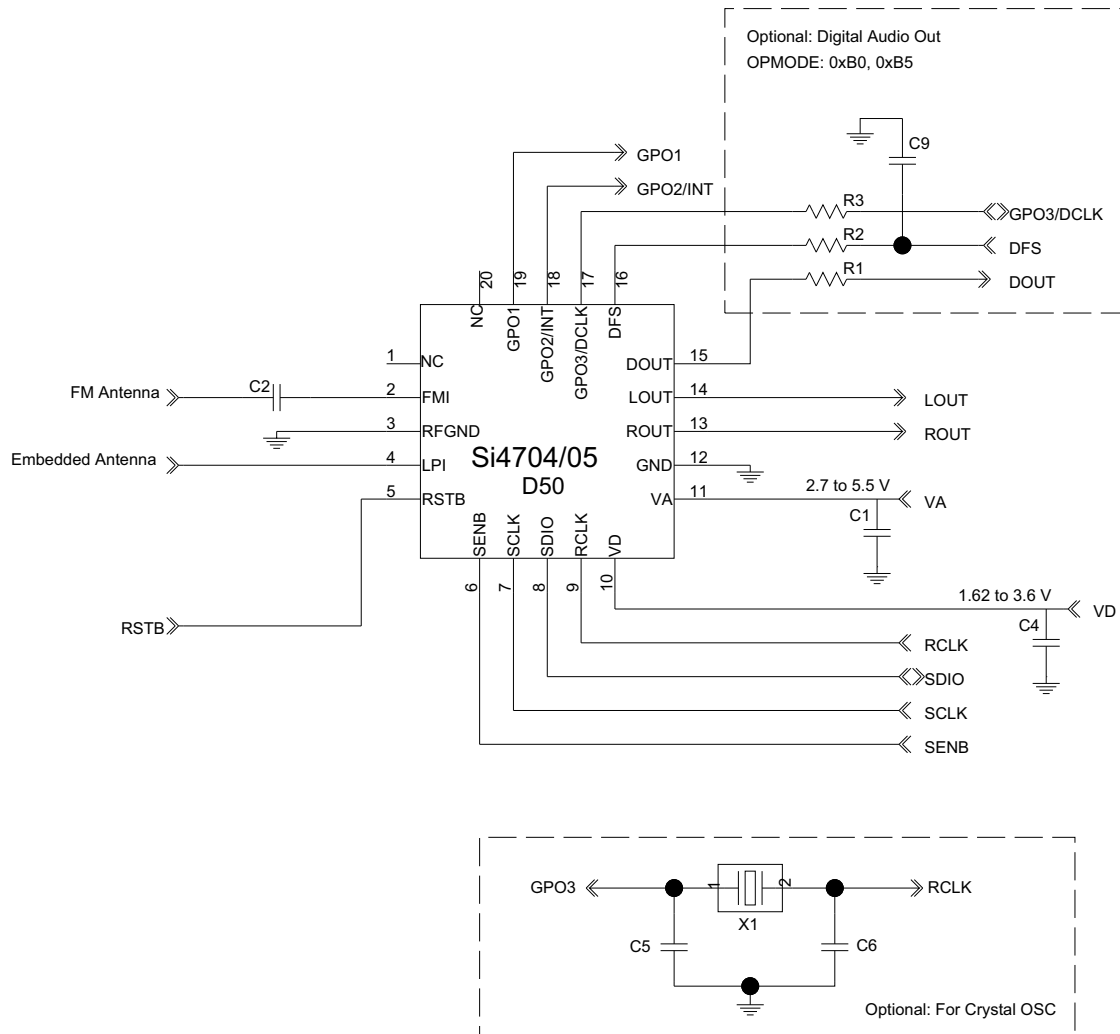 Optional: Digital Audio Out
OPMODE: 0xB0, 0xB5
C9
GPO1
GPO2/INT
R3
GPO3/DCLK
R2
DFS
R1
DOUT
20
19
18
17
16
NC
GPO1
GPO2/INT
GPO3/DCLK
DFS
1
NC
DOUT
15
FM Antenna
C2
2
FMI
LOUT
14
LOUT
3
RFGND
ROUT
13
ROUT
Si4704/05
D50
Embedded Antenna
4
LPI
GND
12
5
RSTB
VA
11
2.7 to 5.5 V
VA
C1
SENB
SCLK
SDIO
RCLK
VD
6
7
8
9
10
1.62 to 3.6 V
VD
C4
RSTB
RCLK
SDIO
SCLK
SENB
GPO3
1
2
RCLK
X1
C5
C6
Optional: For Crystal OSC